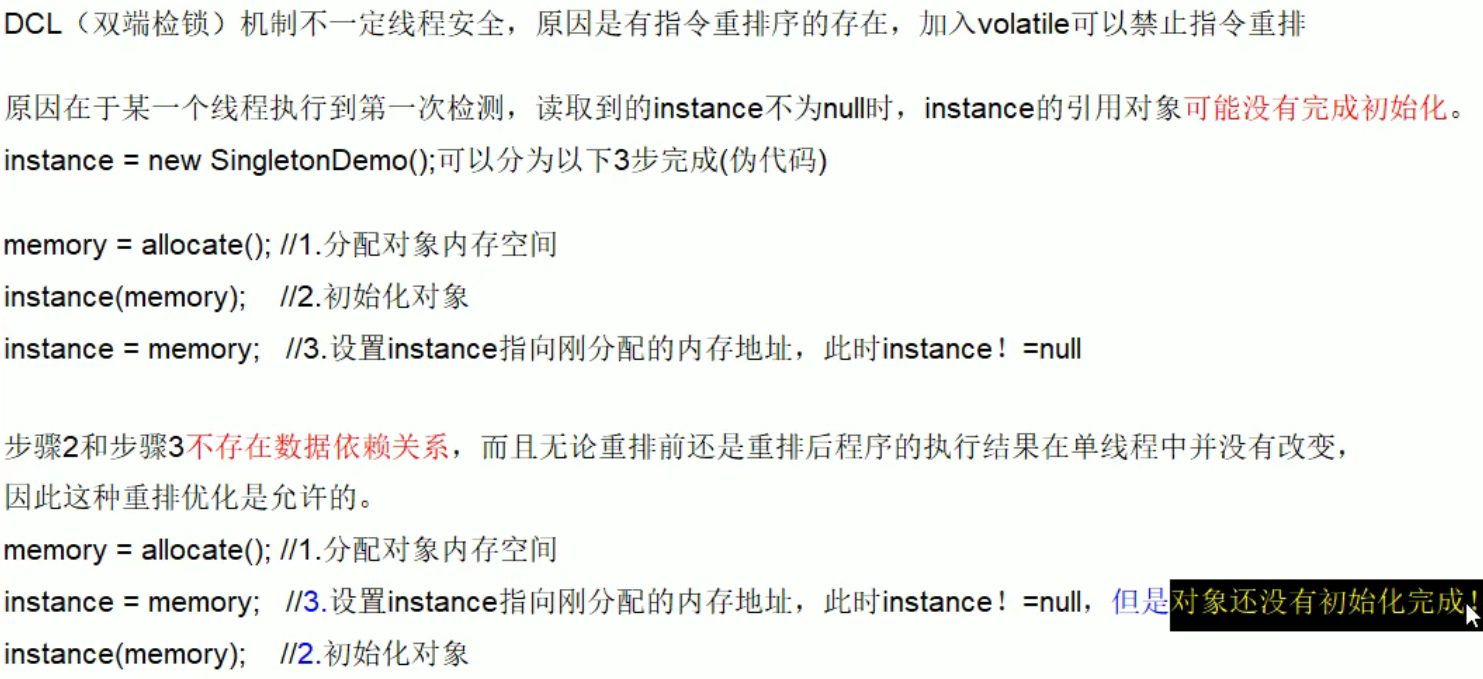 DCL（双端检锁）机制不一定线程安全，原因是有指令重排序的存在，加入volatile可以禁止指令重排
原因在于某一个线程执行到第一次检测，读取到的instance不为null时，instance的引用对象可能没有完成初始化。
instance = new SingletonDemo();可以分为以下3步完成(伪代码)
memory = allocate(); //1.分配对象内存空间
instance(memory); //2.初始化对象
instance = memory; //3.设置instance指向刚分配的内存地址，此时instance！=null
步骤2和步骤3不存在数据依赖关系，而且无论重排前还是重排后程序的执行结果在单线程中并没有改变，
因此这种重排优化是允许的。
memory = allocate(); //1.分配对象内存空间
instance = memory; //3.设置instance指向刚分配的内存地址，此时instance！=null，但是对象还没有初始化完成!
instance(memory); //2.初始化对象